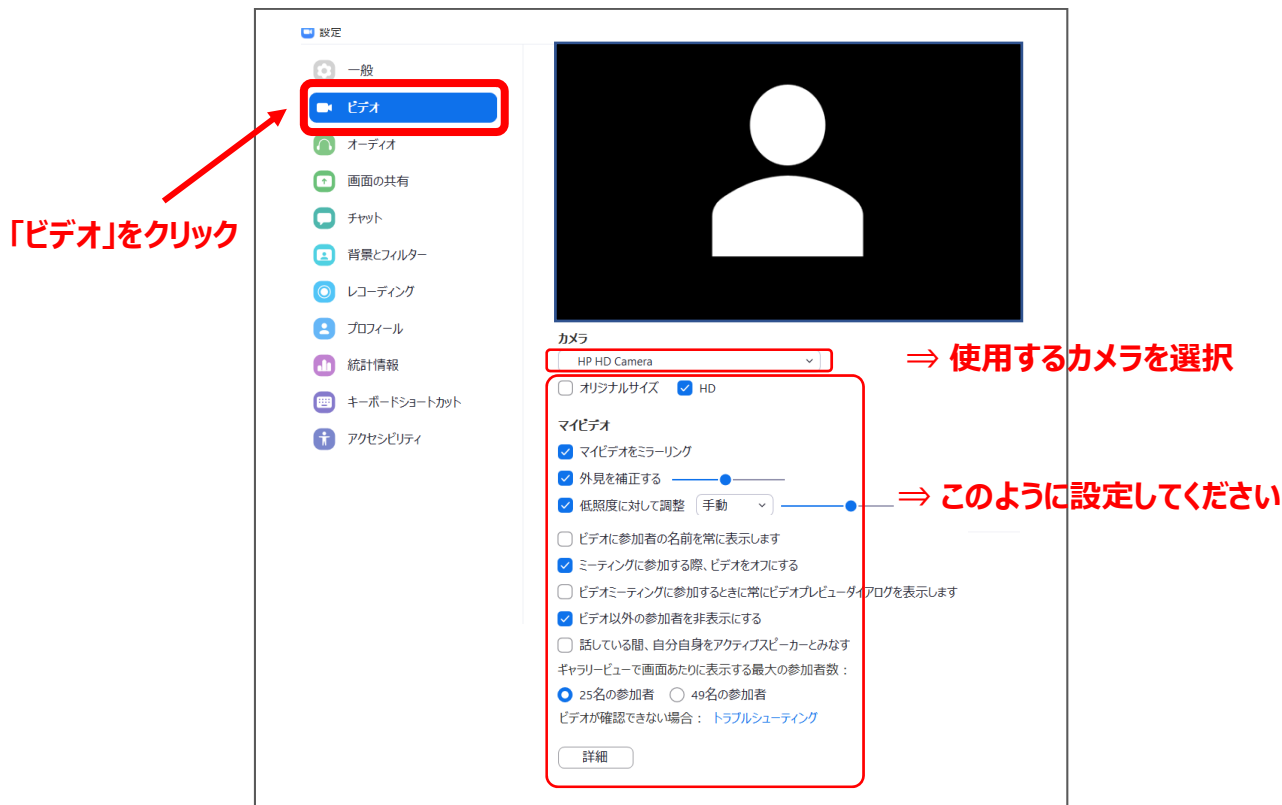 設定
一般
ビデオ
オーディオ
画面の共有
チャット
背景とフィルター
レコーディング
プロフィール
統計情報
キーボードショートカット
アクセシビリティ
「ビデオ」をクリック
カメラ
HP HD Camera
⇒ 使用するカメラを選択
オリジナルサイズ HD
マイビデオ
マイビデオをミラーリング
外見を補正する
低照度に対して調整 手動
⇒ このように設定してください
ビデオに参加者の名前を常に表示します
ミーティングに参加する際、ビデオをオフにする
ビデオミーティングに参加するときに常にビデオプレビューダイアログを表示します
ビデオ以外の参加者を非表示にする
話している間、自分自身をアクティブスピーカーとみなす
ギャラリービューで画面あたりに表示する最大の参加者数：
25名の参加者 49名の参加者
ビデオが確認できない場合： トラブルシューティング
詳細